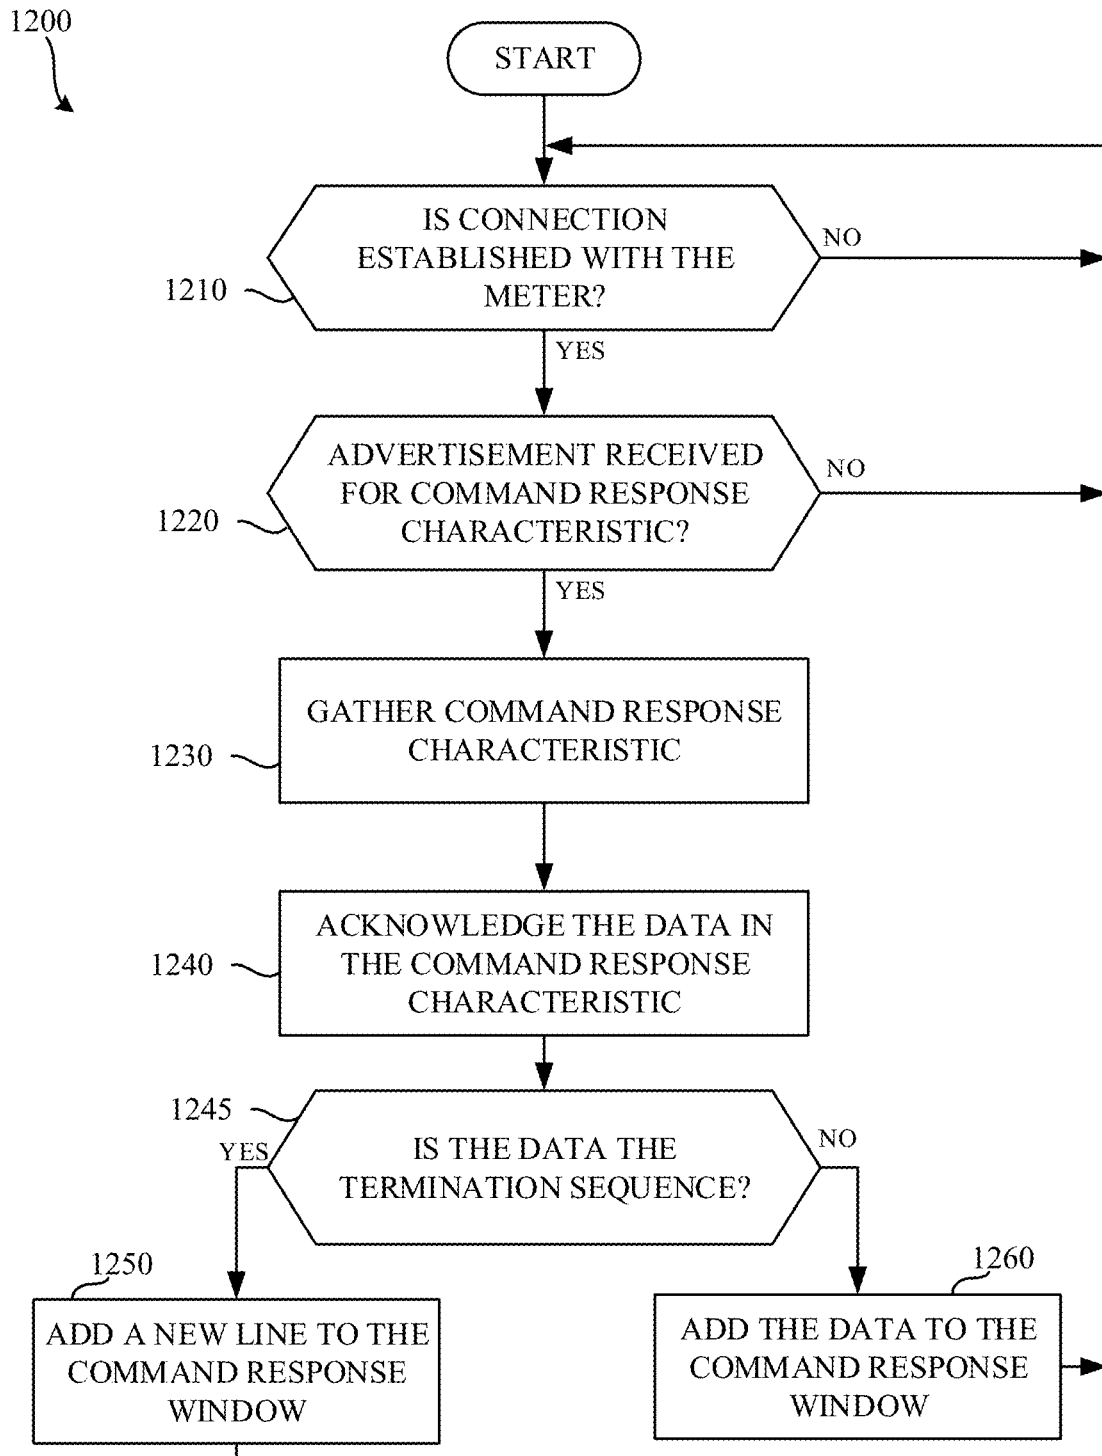 1200
START
IS CONNECTION
ESTABLISHED WITH THE
METER?
NO
1210
YES
ADVERTISEMENT RECEIVED
FOR COMMAND RESPONSE
CHARACTERISTIC?
NO
1220
YES
GATHER COMMAND RESPONSE
CHARACTERISTIC
1230
ACKNOWLEDGE THE DATA IN
THE COMMAND RESPONSE
CHARACTERISTIC
1240
1245
YES
IS THE DATA THE
TERMINATION SEQUENCE?
NO
1250
ADD A NEW LINE TO THE
COMMAND RESPONSE
WINDOW
1260
ADD THE DATA TO THE
COMMAND RESPONSE
WINDOW